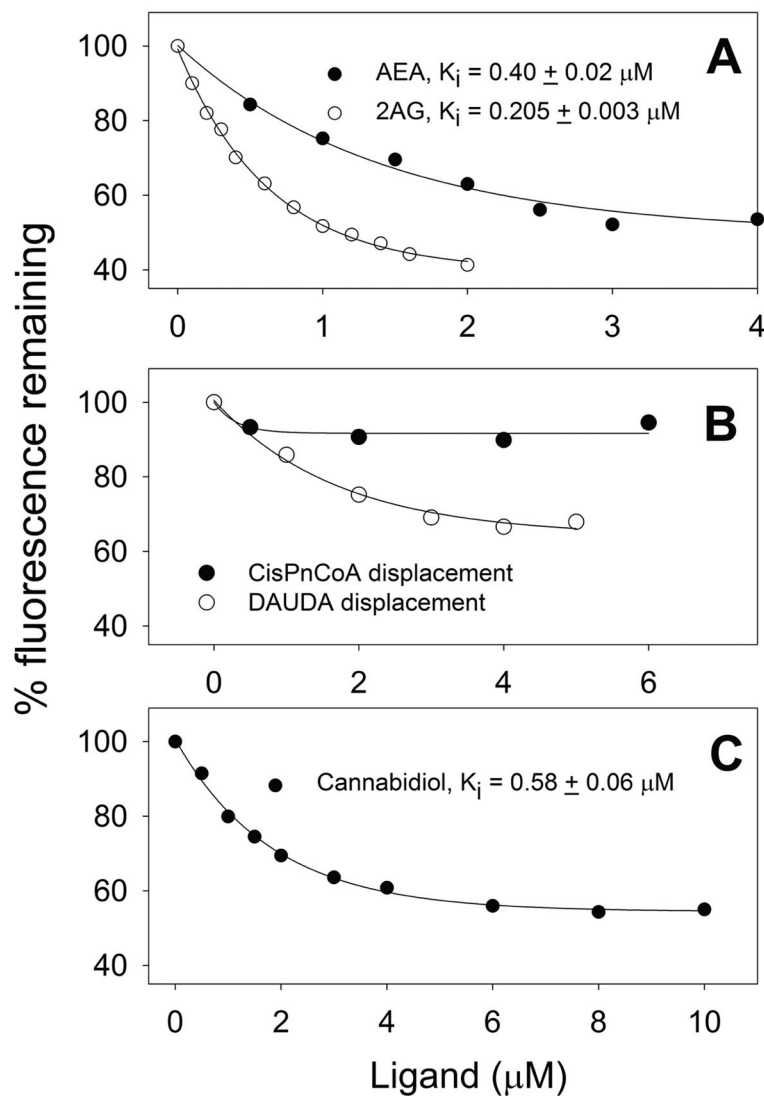 % fluorescence remaining
A
AEA, Ki = 0.40 ± 0.02 μM
2AG, Ki = 0.205 ± 0.003 μM
100
80
60
40
0 1 2 3 4
B
100
80
60
40
CisPnCoA displacement
DAUDA displacement
0 2 4 6
C
100
80
60
40
Cannabidiol, Ki = 0.58 ± 0.06 μM
0 2 4 6 8 10
Ligand (μM)